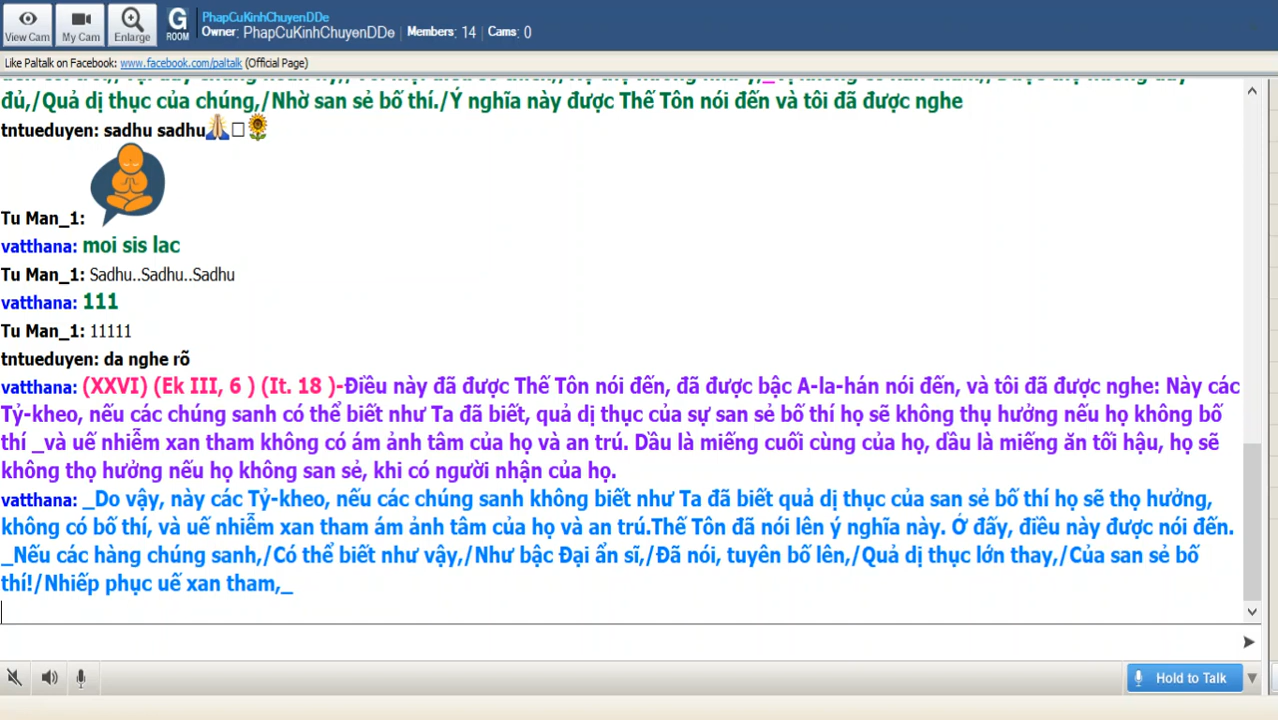 View Cam
My Cam
Enlarge
G
ROOM
PhapCuKinhChuyenDDe
Owner: PhapCuKinhChuyenDDe | Members: 14 | Cams: 0
Like Paltalk on Facebook: www.facebook.com/paltalk (Official Page)
đủ,/Quả dị thục của chúng,/Nhờ san sẻ bố thí./Ý nghĩa này được Thế Tôn nói đến và tôi đã được nghe
tntueduyen: sadhu sadhu🙏🏻🌻
Tu Man_1:
vatthana: moi sis lac
Tu Man_1: Sadhu..Sadhu..Sadhu
vatthana: 111
Tu Man_1: 11111
tntueduyen: da nghe rõ
vatthana: (XXVI) (Ek III, 6 ) (It. 18 )-Điều này đã được Thế Tôn nói đến, đã được bậc A-la-hán nói đến, và tôi đã được nghe: Này các
Tỷ-kheo, nếu các chúng sanh có thể biết như Ta đã biết, quả dị thục của sự san sẻ bố thí họ sẽ không thụ hưởng nếu họ không bố
thí _và uế nhiễm xan tham không có ám ảnh tâm của họ và an trú. Dầu là miếng cuối cùng của họ, dầu là miếng ăn tối hậu, họ sẽ
không thọ hưởng nếu họ không san sẻ, khi có người nhận của họ.
vatthana: _Do vậy, này các Tỷ-kheo, nếu các chúng sanh không biết như Ta đã biết quả dị thục của san sẻ bố thí họ sẽ thọ hưởng,
không có bố thí, và uế nhiễm xan tham ám ảnh tâm của họ và an trú.Thế Tôn đã nói lên ý nghĩa này. Ở đấy, điều này được nói đến.
_Nếu các hàng chúng sanh,/Có thể biết như vậy,/Như bậc Đại ẩn sĩ,/Đã nói, tuyên bố lên,/Quả dị thục lớn thay,/Của san sẻ bố
thí!/Nhiếp phục uế xan tham,_
Hold to Talk